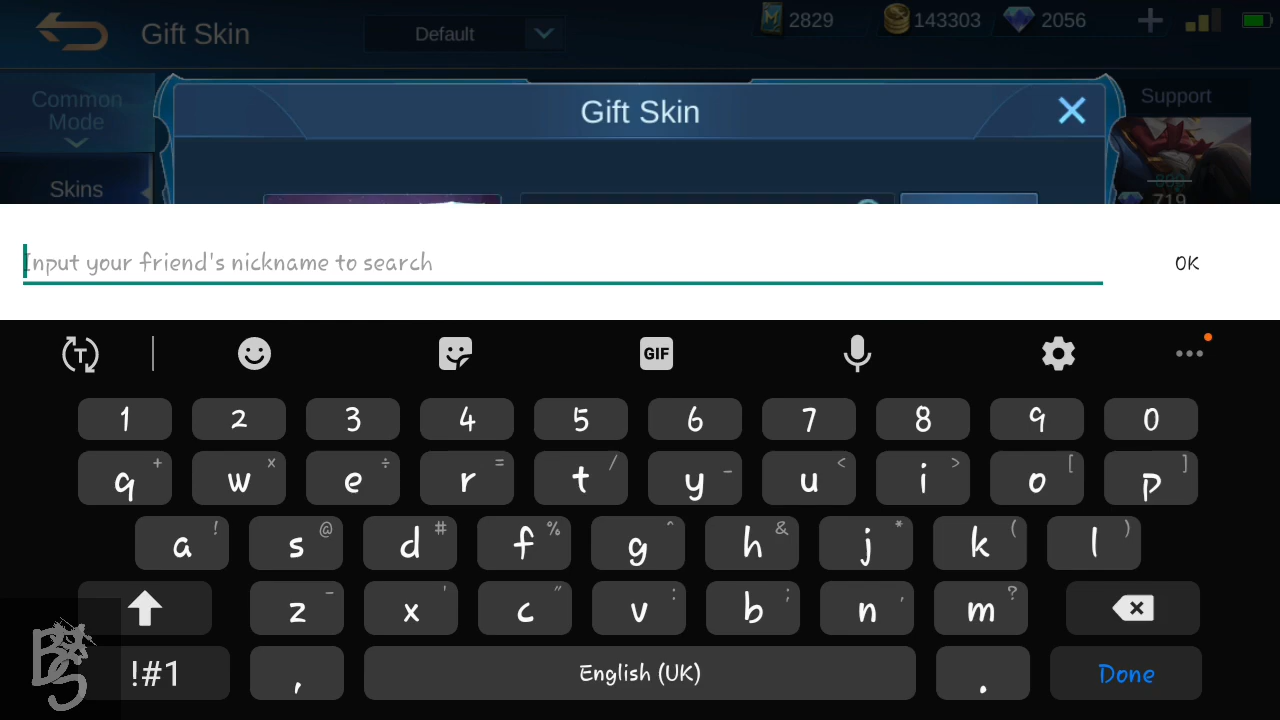 Gift Skin
Default
2829
143303
2056
Common
Mode
Gift Skin
Support
Skins
719
Input your friend's nickname to search
OK
T
GIF
1 2 3 4 5 6 7 8 9 0
q + w × e ÷ r = t / y _ u < i > o [ p ]
a ! s @ d # f % g ^ h & j * k ( l )
z - x ' c " v : b ; n , m ?
!#1 , English (UK) . Done
BS